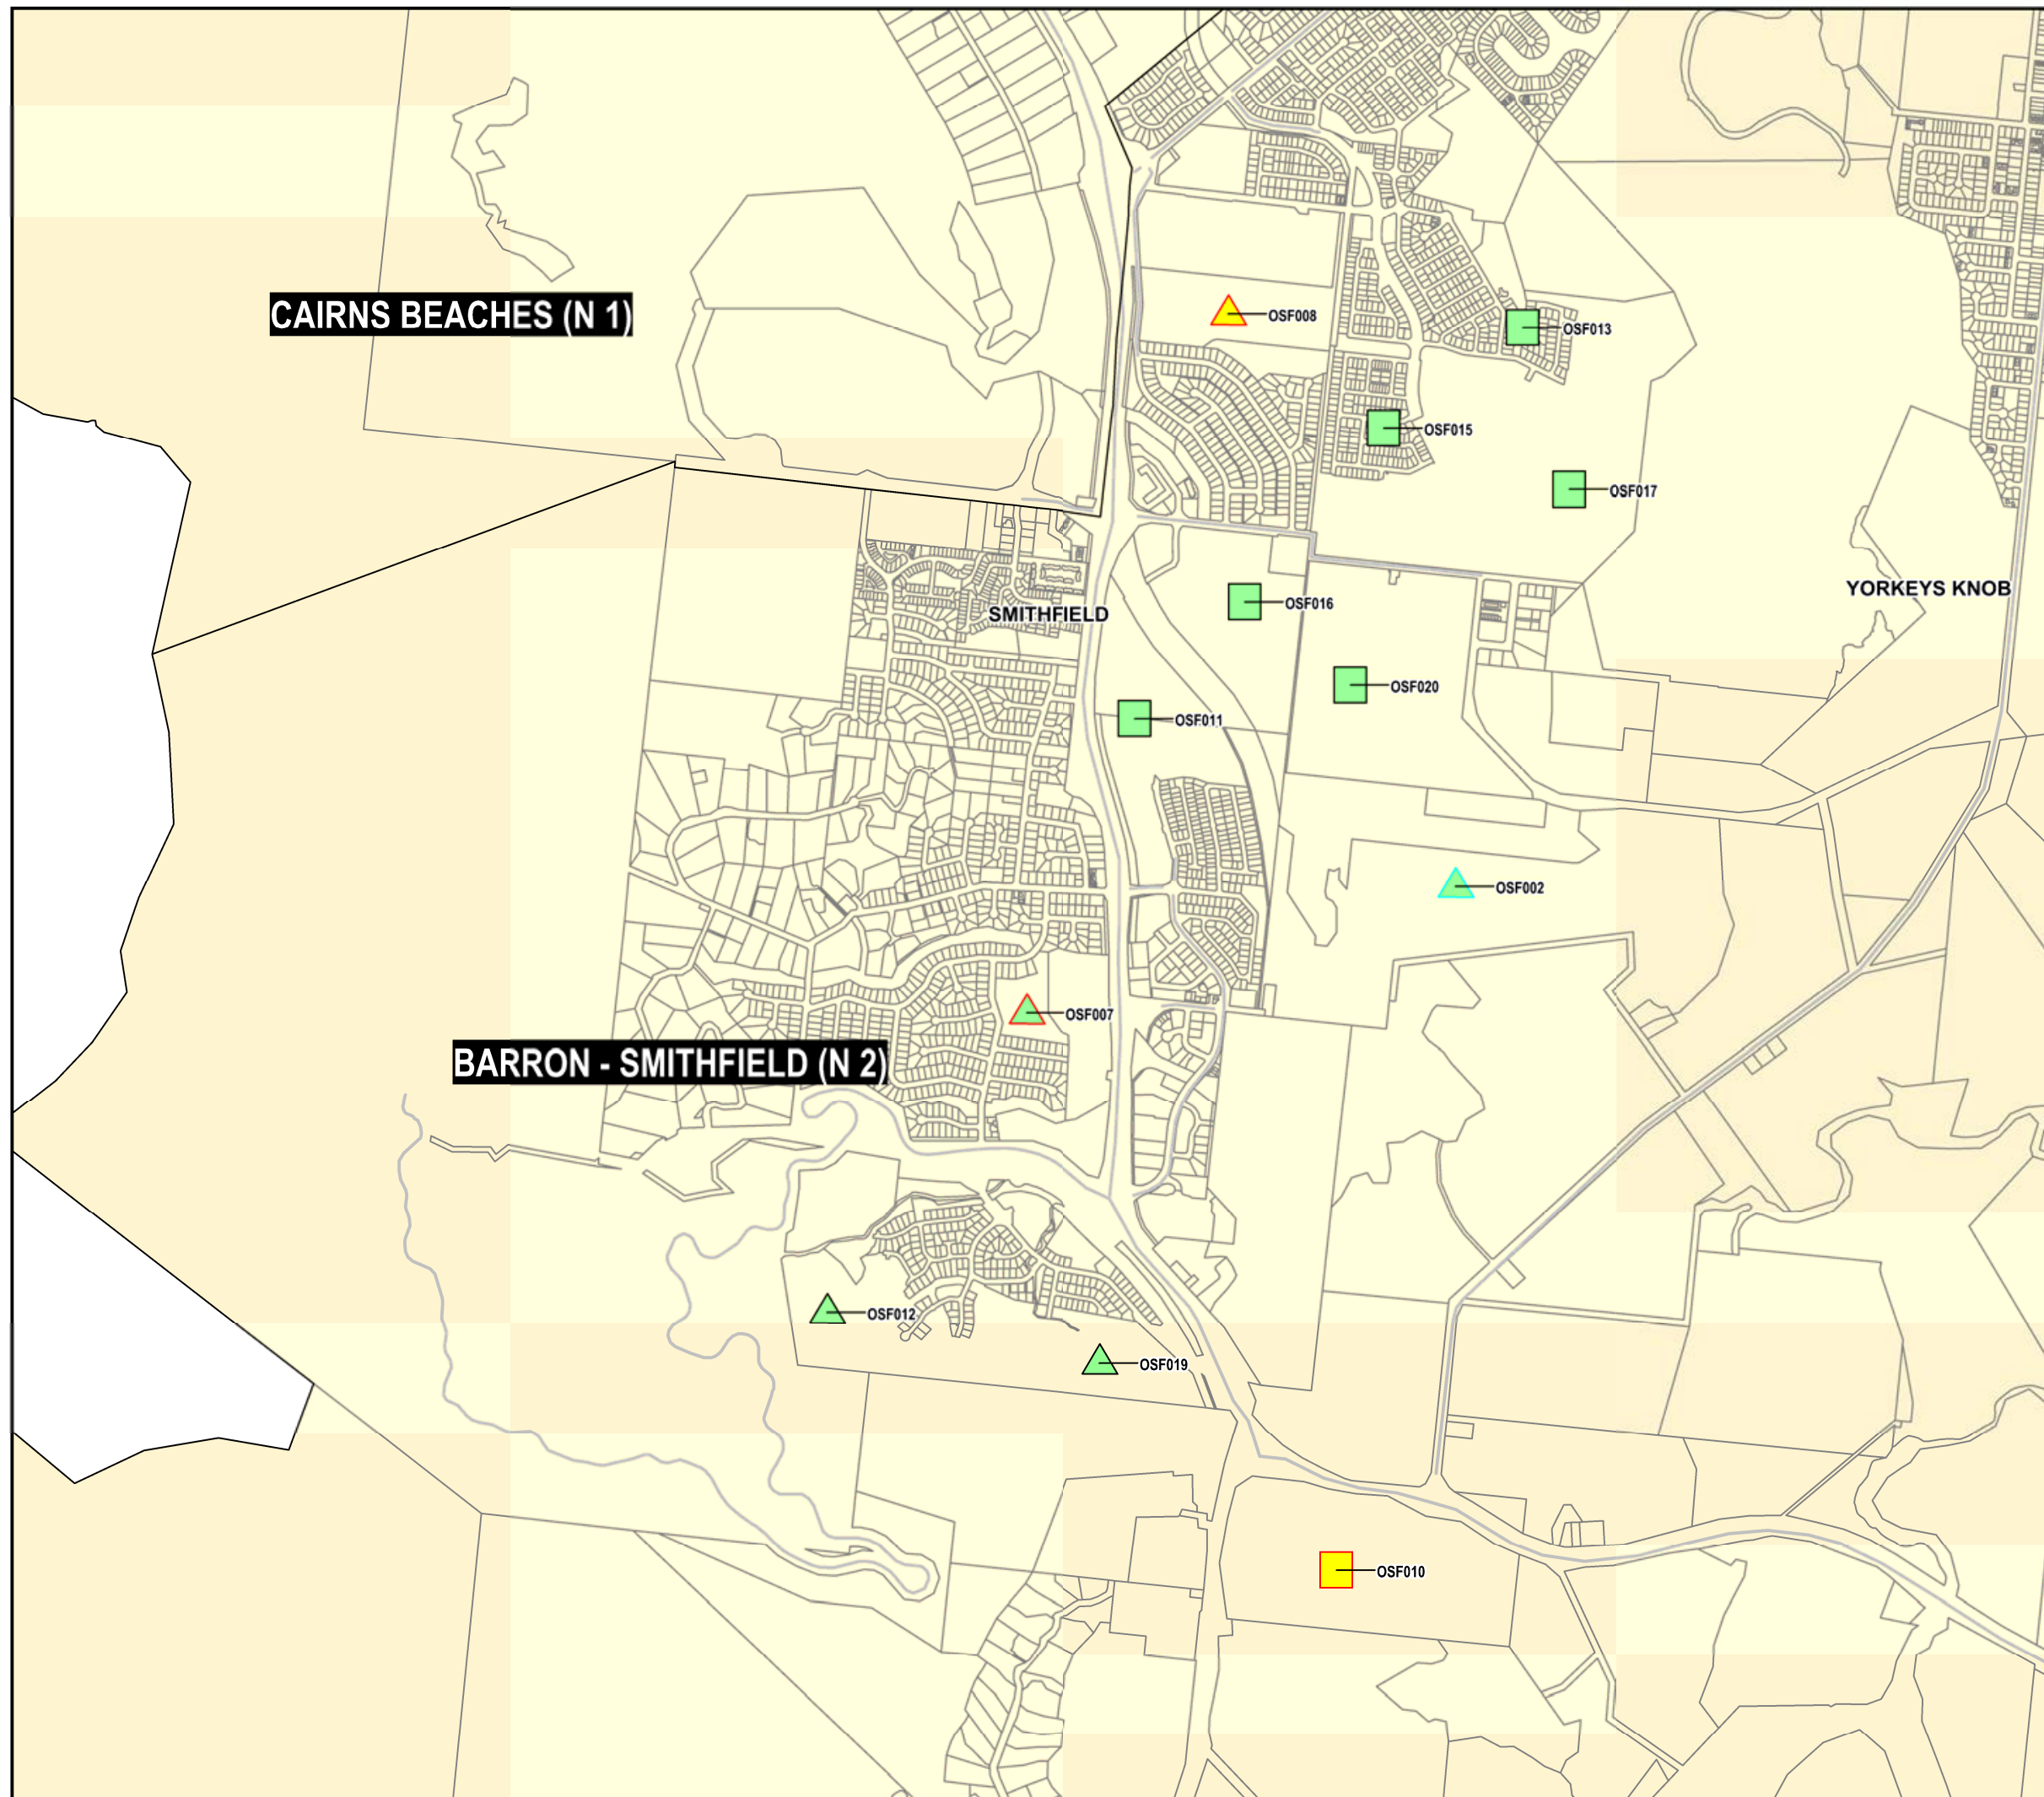 CAIRNS BEACHES (N 1)
OSF008
OSF013
OSF015
OSF017
YORKEYS KNOB
OSF016
SMITHFIELD
OSF020
OSF011
OSF002
OSF007
BARRON - SMITHFIELD (N 2)
OSF012
OSF019
OSF010